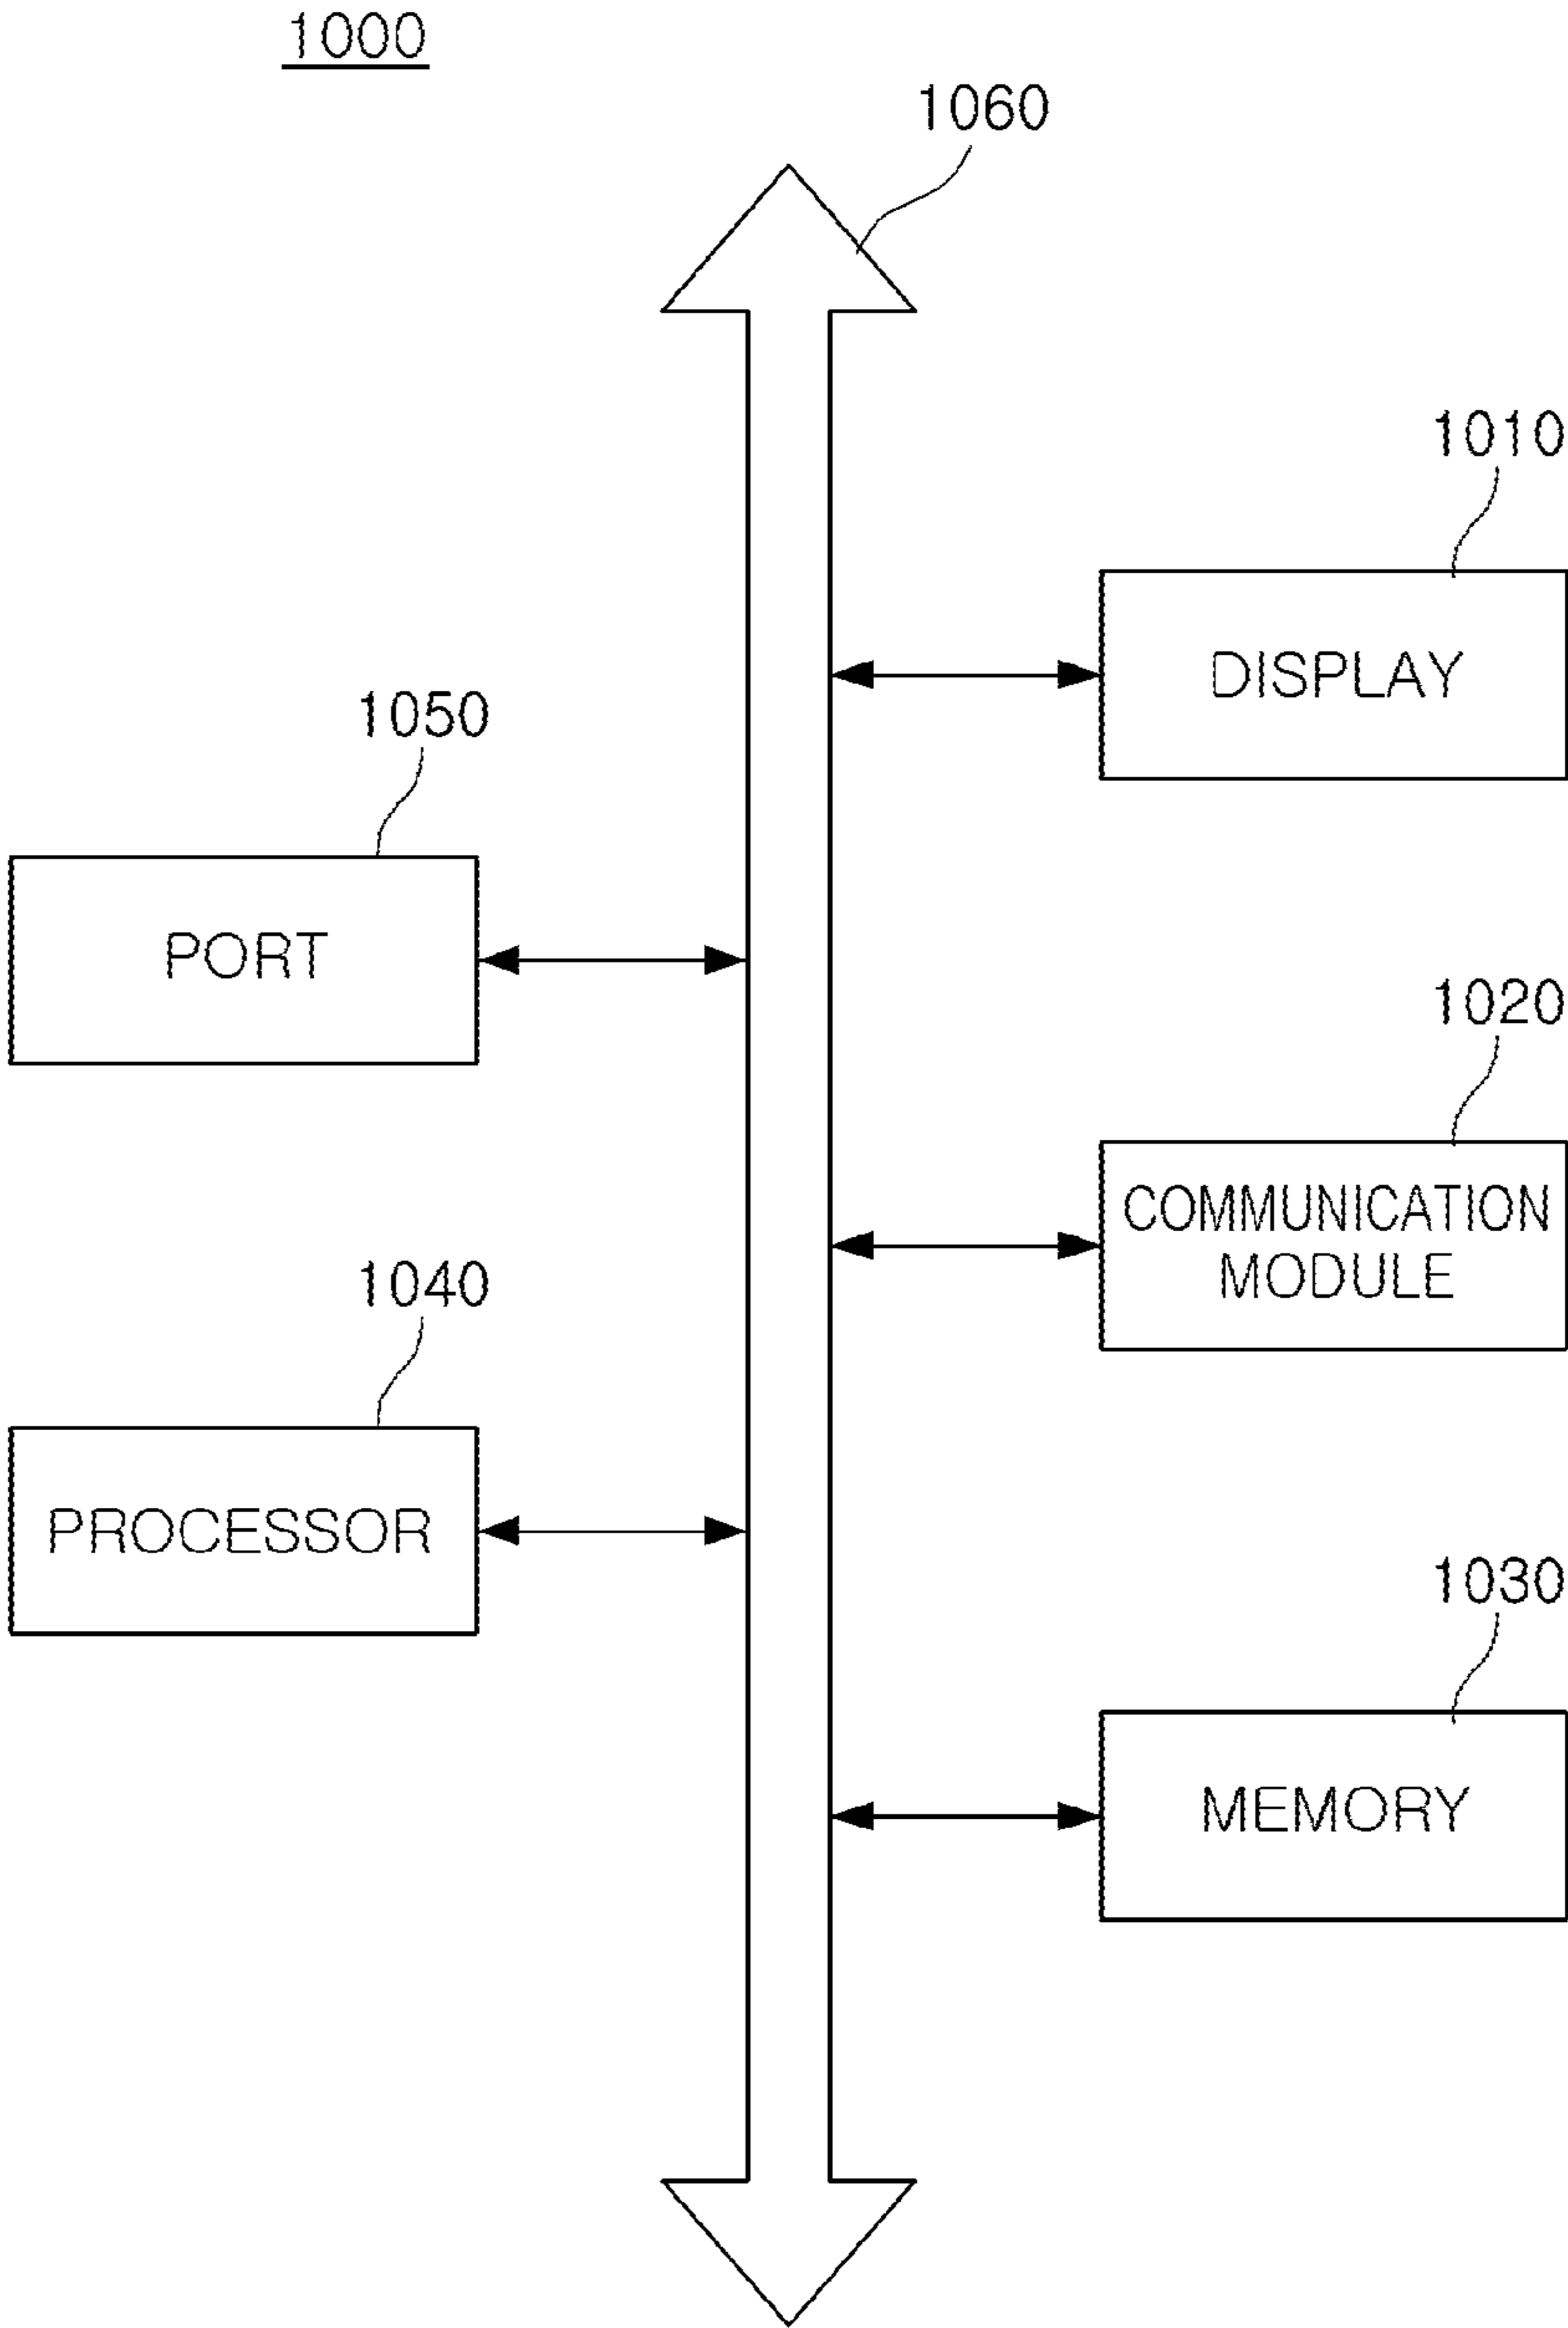 1000
1060
1010
DISPLAY
1050
PORT
1020
COMMUNICATION
MODULE
1040
PROCESSOR
1030
MEMORY